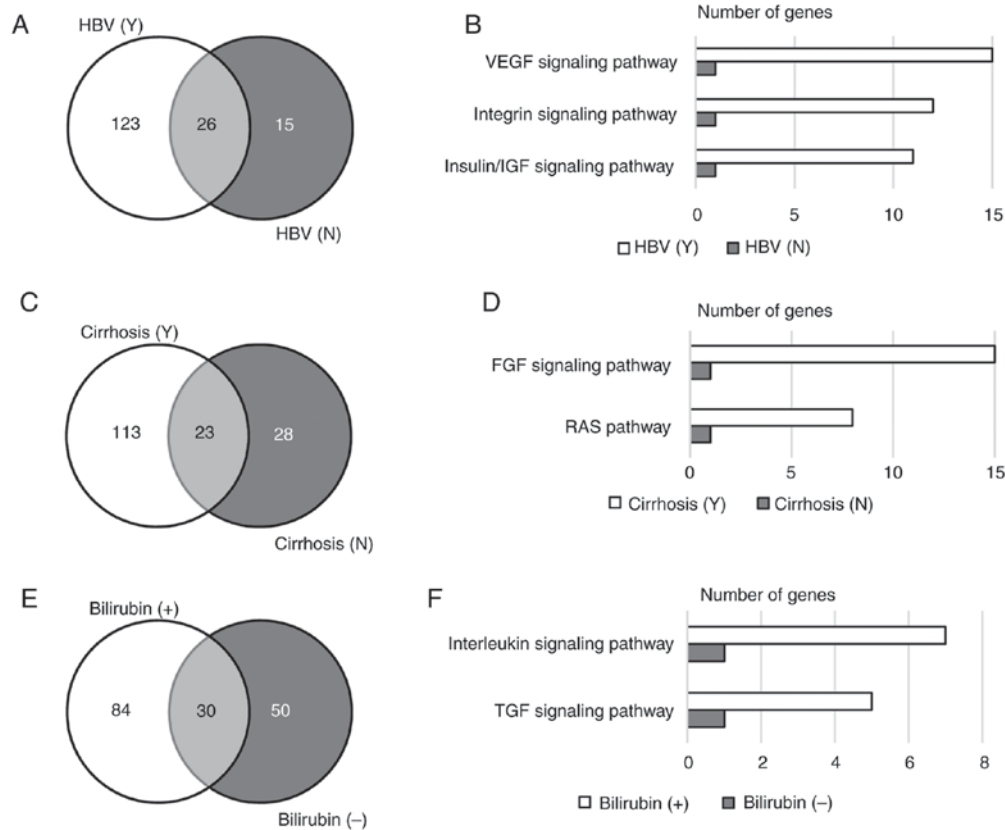 A
HBV (Y)
123
26
15
HBV (N)
B
Number of genes
VEGF signaling pathway
Integrin signaling pathway
Insulin/IGF signaling pathway
0 5 10 15
HBV (Y) HBV (N)
C
Cirrhosis (Y)
113
23
28
Cirrhosis (N)
D
Number of genes
FGF signaling pathway
RAS pathway
0 5 10 15
Cirrhosis (Y) Cirrhosis (N)
E
Bilirubin (+)
84
30
50
Bilirubin (–)
F
Number of genes
Interleukin signaling pathway
TGF signaling pathway
0 2 4 6 8
Bilirubin (+) Bilirubin (–)